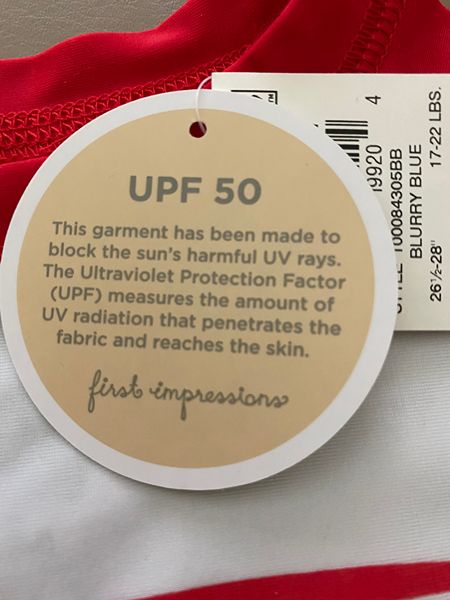 UPF 50
This garment has been made to
block the sun's harmful UV rays.
The Ultraviolet Protection Factor
(UPF) measures the amount of
UV radiation that penetrates the
fabric and reaches the skin.
first impressions
4
19920
100084305BB
BLURRY BLUE
26½-28" 17-22 LBS.